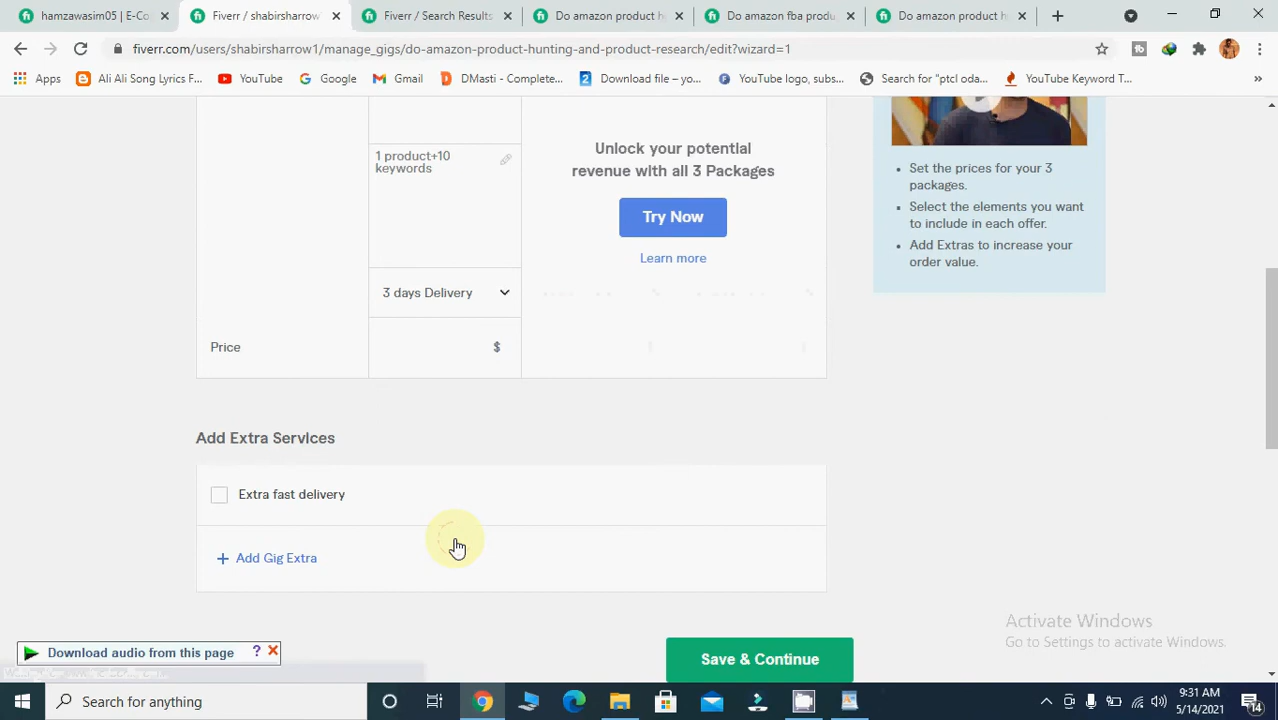 hamzawasim05 | E-Co
Fiverr / shabirsharrow1
Fiverr / Search Results
Do amazon product h
Do amazon fba produ
Do amazon product h
fiverr.com/users/shabirsharrow1/manage_gigs/do-amazon-product-hunting-and-product-research/edit?wizard=1
Apps
Ali Ali Song Lyrics F...
YouTube
Google
Gmail
DMasti - Complete...
Download file – yo...
YouTube logo, subs...
Search for "ptcl oda...
YouTube Keyword T...
»
1 product+10
keywords
Unlock your potential
revenue with all 3 Packages
Try Now
Learn more
3 days Delivery
Price
$
• Set the prices for your 3
packages.
• Select the elements you want
to include in each offer.
• Add Extras to increase your
order value.
Add Extra Services
Extra fast delivery
+ Add Gig Extra
Save & Continue
Activate Windows
Go to Settings to activate Windows.
Download audio from this page
?
Search for anything
9:31 AM
5/14/2021
14